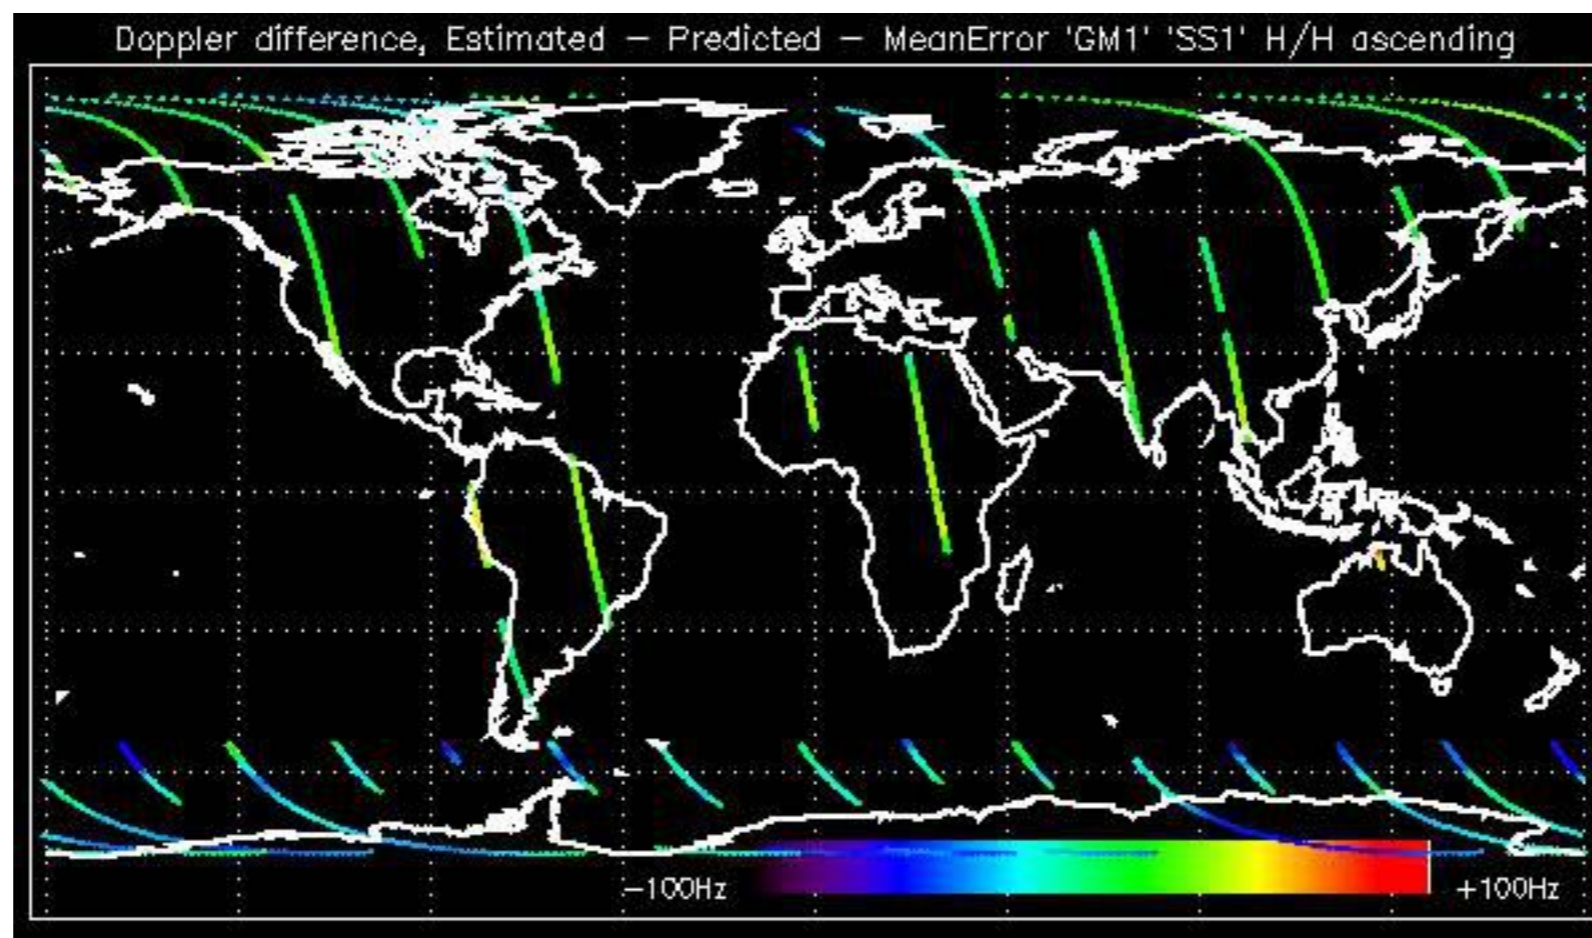 Doppler difference, Estimated – Predicted – MeanError 'GM1' 'SS1' H/H ascending
–100Hz
+100Hz